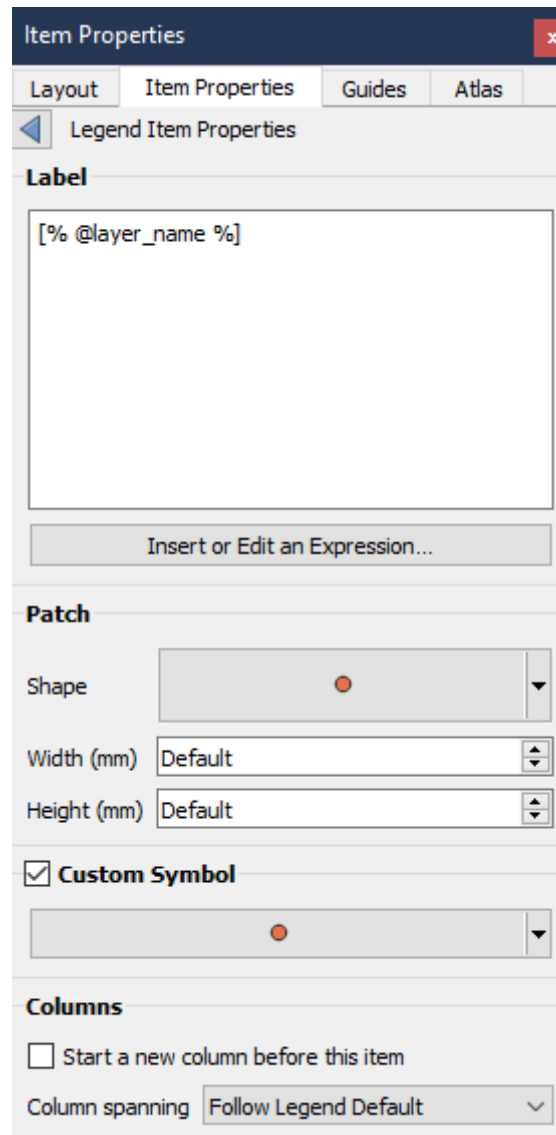 Item Properties
x
Layout Item Properties Guides Atlas
Legend Item Properties
Label
[% @layer_name %]
Insert or Edit an Expression...
Patch
Shape
Width (mm) Default
Height (mm) Default
Custom Symbol
Columns
Start a new column before this item
Column spanning Follow Legend Default